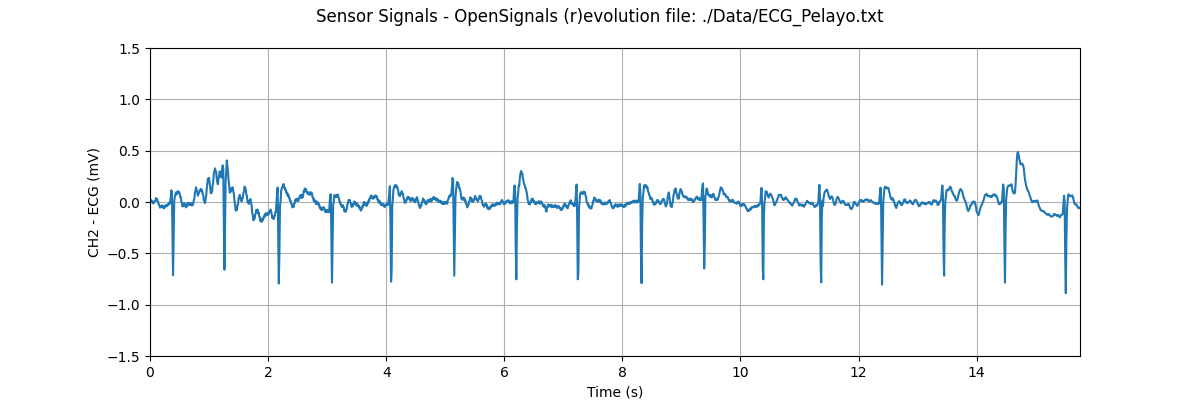 Sensor Signals - OpenSignals (r)evolution file: ./Data/ECG_Pelayo.txt
CH2 - ECG (mV)
1.5
1.0
0.5
0.0
−0.5
−1.0
−1.5
0 2 4 6 8 10 12 14
Time (s)